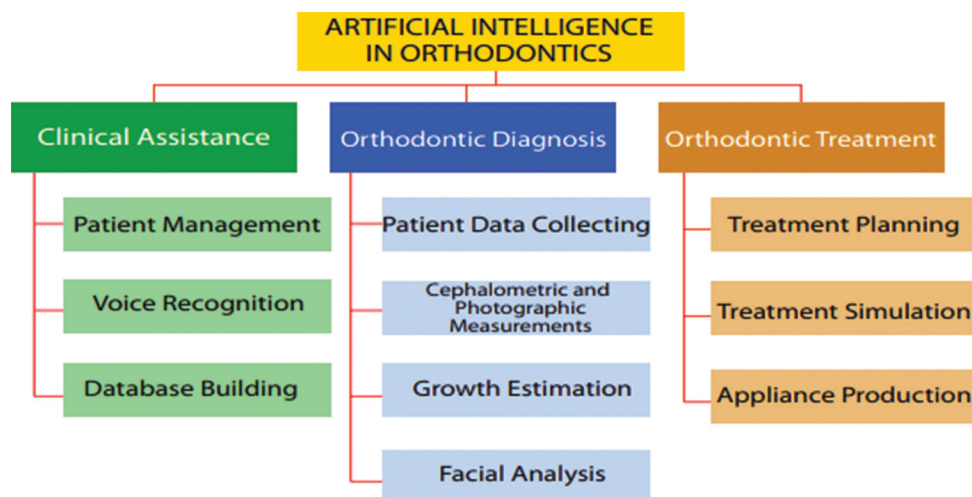 ARTIFICIAL INTELLIGENCE
IN ORTHODONTICS
Clinical Assistance
Patient Management
Voice Recognition
Database Building
Orthodontic Diagnosis
Patient Data Collecting
Cephalometric and
Photographic
Measurements
Growth Estimation
Facial Analysis
Orthodontic Treatment
Treatment Planning
Treatment Simulation
Appliance Production